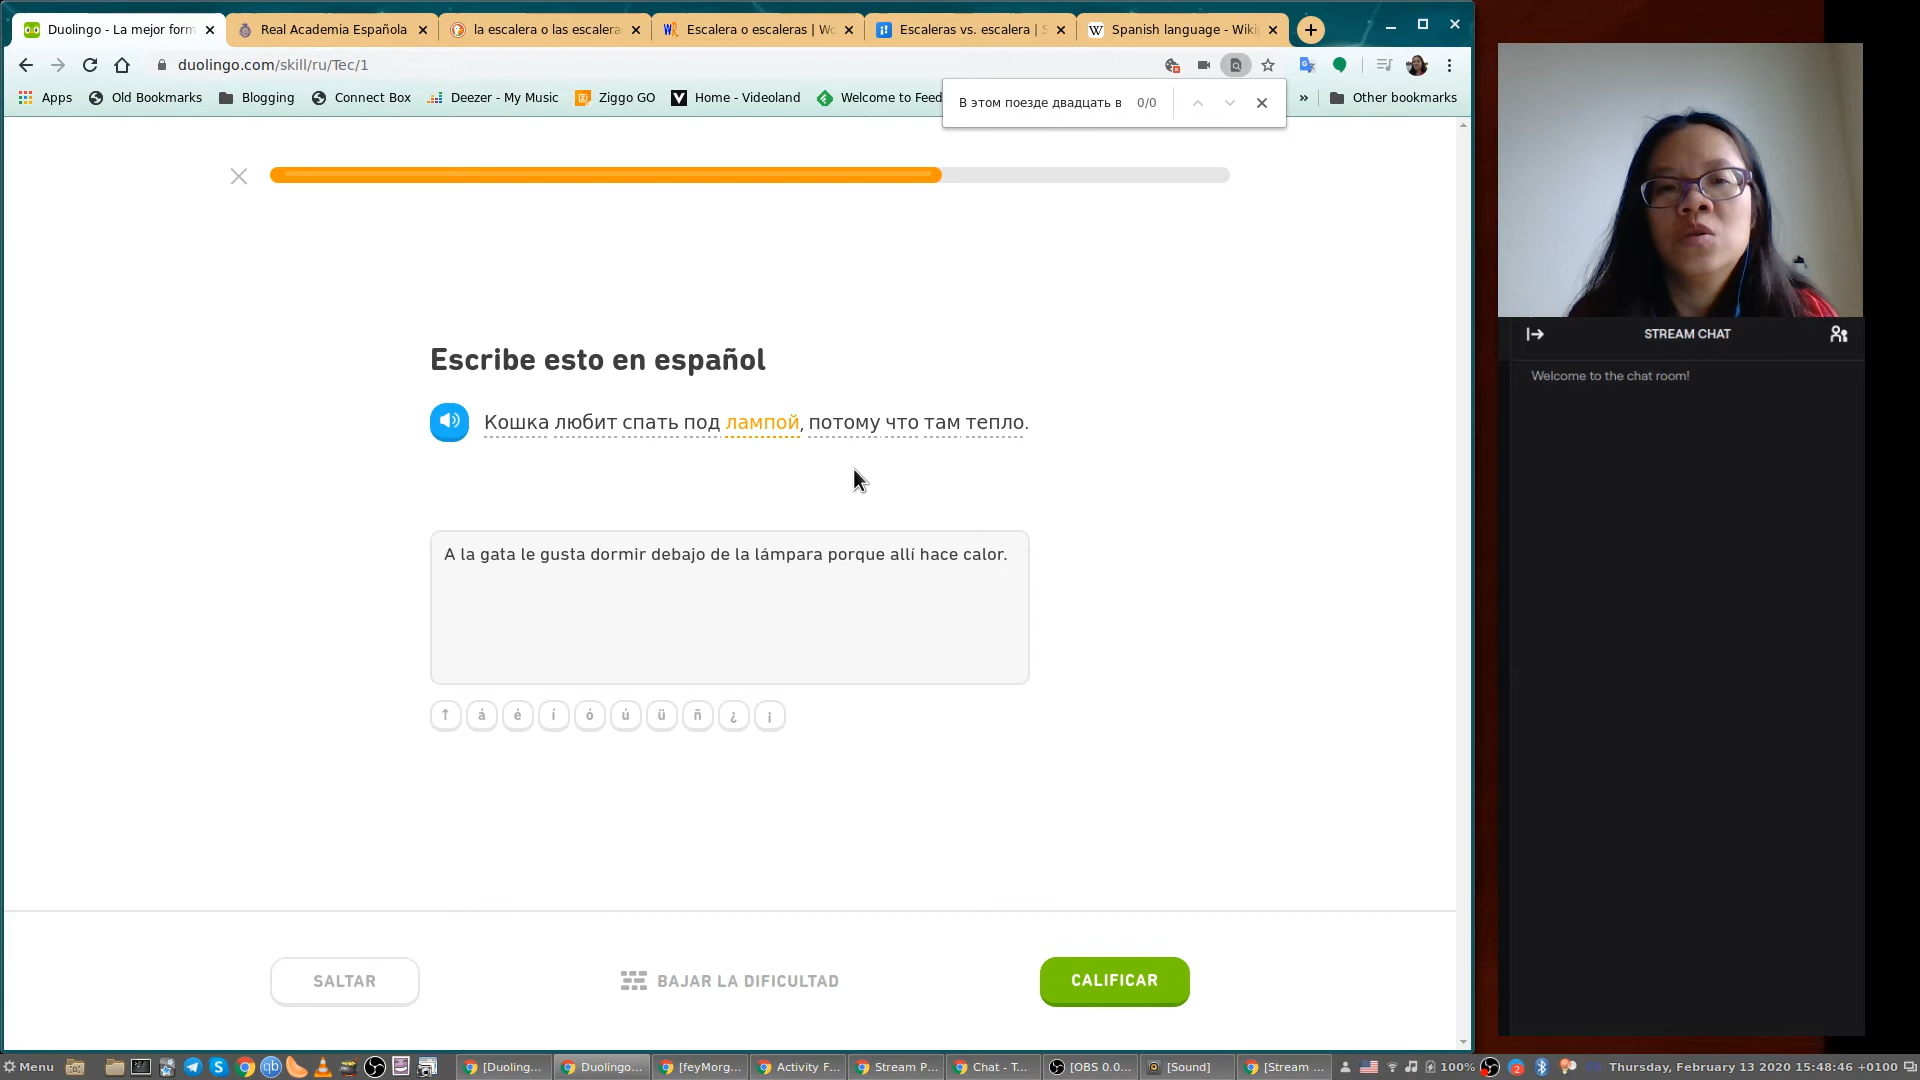 Duolingo - La mejor form
Real Academia Española
la escalera o las escalera
Escalera o escaleras | Wo
Escaleras vs. escalera | S
Spanish language - Wiki
duolingo.com/skill/ru/Tec/1
Apps
Old Bookmarks
Blogging
Connect Box
Deezer - My Music
Ziggo GO
Home - Videoland
Welcome to Feed
»
Other bookmarks
В этом поезде двадцать в 0/0
Escribe esto en español
Кошка любит спать под лампой, потому что там тепло.
A la gata le gusta dormir debajo de la lámpara porque allí hace calor.
↑ á é í ó ú ü ñ ¿ ¡
SALTAR
BAJAR LA DIFICULTAD
CALIFICAR
STREAM CHAT
Welcome to the chat room!
Menu
[Duoling...
Duolingo...
[feyMorg...
Activity F...
Stream P...
Chat - T...
[OBS 0.0...
[Sound]
[Stream ...
100%
2
Thursday, February 13 2020 15:48:46 +0100